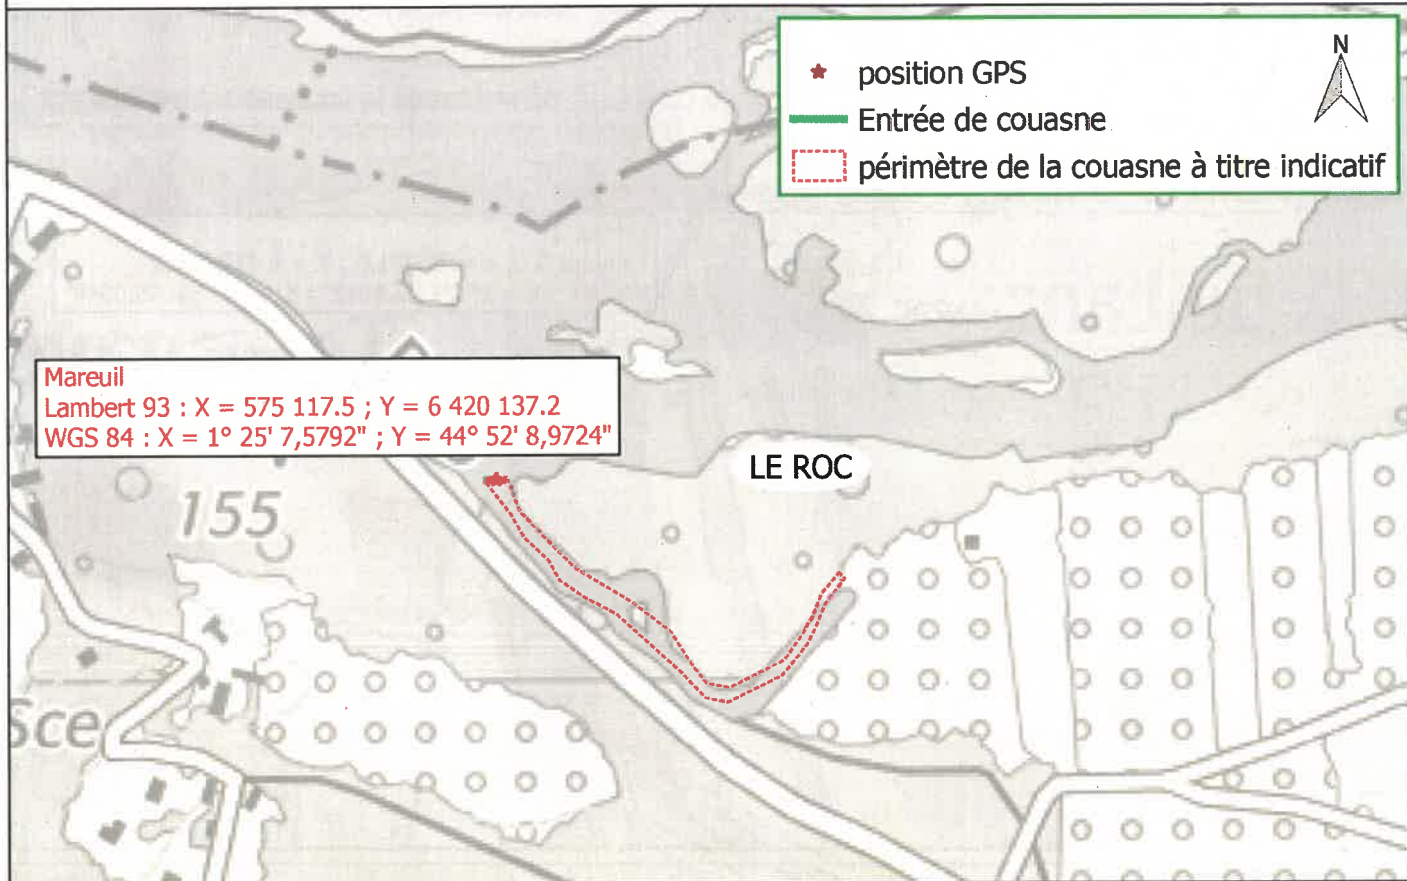 N
position GPS
Entrée de couasne
périmètre de la couasne à titre indicatif
Mareuil
Lambert 93 : X = 575 117.5 ; Y = 6 420 137.2
WGS 84 : X = 1° 25' 7,5792" ; Y = 44° 52' 8,9724"
LE ROC
155
Sce